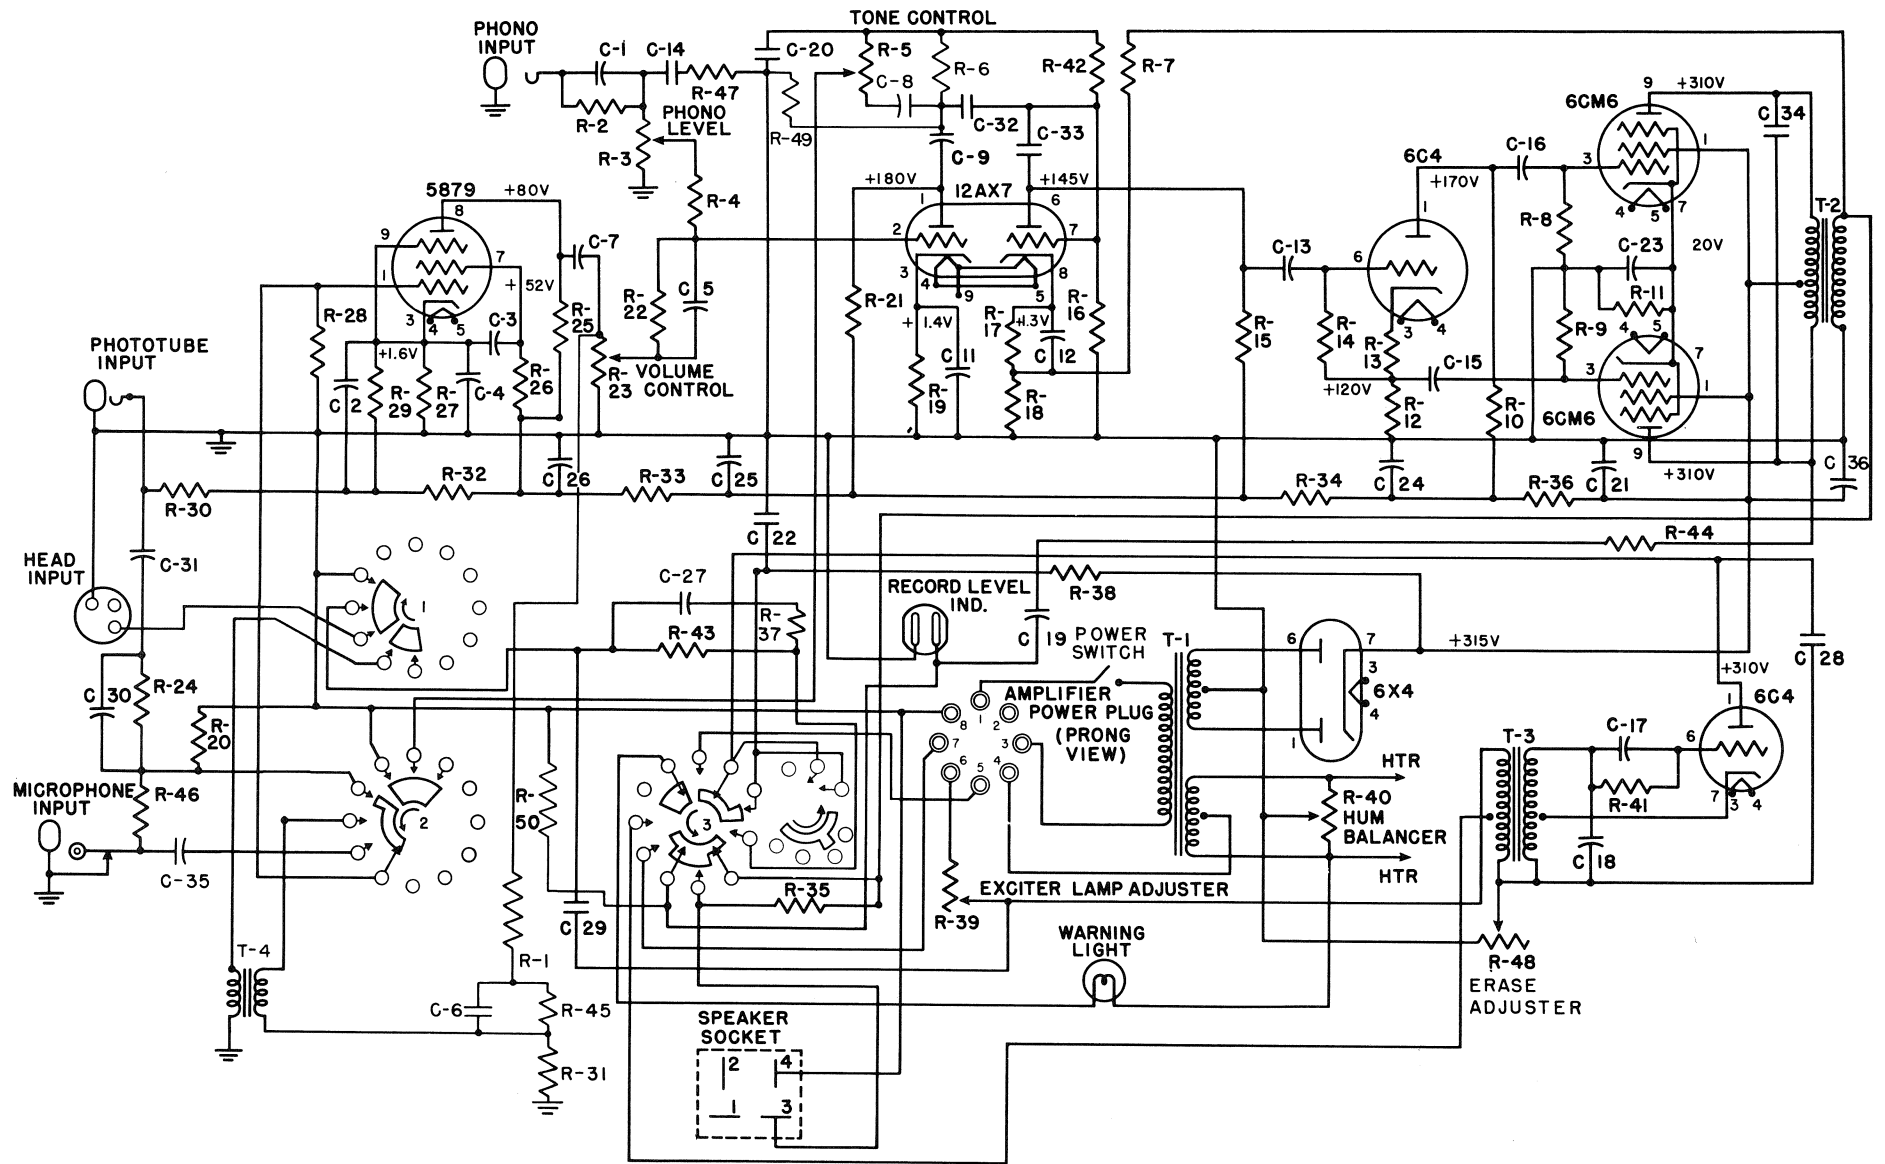 TONE CONTROL
PHONO
INPUT
C-1
C-14
R-47
R-2
PHONO
LEVEL
R-3
R-4
C-20
R-49
R-5
C-8
R-6
C-32
C-33
C-9
R-42
R-7
5879
+80V
8
9
1
7
3
4
5
+ 52V
+1.6V
C-7
C-3
C-4
R-28
C 2
R-29
R-27
R-26
R-25
R-23
VOLUME
CONTROL
R-22
C 5
+180V
12AX7
+145V
1
6
2
7
3
8
4
9
5
+ 1.4V
+1.3V
R-21
R-19
C 11
R-17
C 12
R-18
R-16
R-15
C-13
6C4
+170V
1
6
3
4
R-14
R-13
+120V
C-15
R-12
R-10
C-16
6CM6
9
+310V
3
1
4
5
7
C 34
R-8
C-23
20V
R-11
R-9
4
5
7
3
1
6CM6
9
+310V
T-2
C 36
PHOTOTUBE
INPUT
R-30
R-32
C 26
R-33
C 25
R-34
C 24
R-36
C 21
R-44
HEAD
INPUT
C-31
1
C 22
C-27
R-37
R-43
RECORD LEVEL
IND.
R-38
C 19
POWER
SWITCH
T-1
6
7
3
6X4
4
1
+315V
+310V
C 28
C 30
R-24
R-20
R-46
MICROPHONE
INPUT
C-35
2
R-50
3
AMPLIFIER
POWER PLUG
(PRONG
VIEW)
1
2
3
4
5
6
7
8
HTR
R-40
HUM
BALANCER
HTR
T-3
C-17
R-41
C 18
6C4
1
6
7
3
4
R-35
R-39
EXCITER LAMP ADJUSTER
C 29
R-1
WARNING
LIGHT
R-48
ERASE
ADJUSTER
T-4
C-6
R-45
R-31
SPEAKER
SOCKET
2
4
1
3